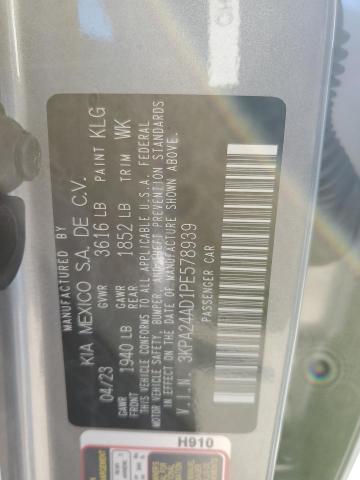 MANUFACTURED BY
KIA MEXICO S.A. DE C.V.
04/23 GVWR 3616 LB PAINT KLG
GAWR FRONT 1940 LB GAWR REAR 1852 LB TRIM WK
THIS VEHICLE CONFORMS TO ALL APPLICABLE U.S.A. FEDERAL
MOTOR VEHICLE SAFETY, BUMPER, AND THEFT PREVENTION
STANDARDS IN EFFECT ON THE DATE OF MANUFACTURE SHOWN ABOVE.
V.I.N. 3KPA24AD1PE578939
PASSENGER CAR
H910